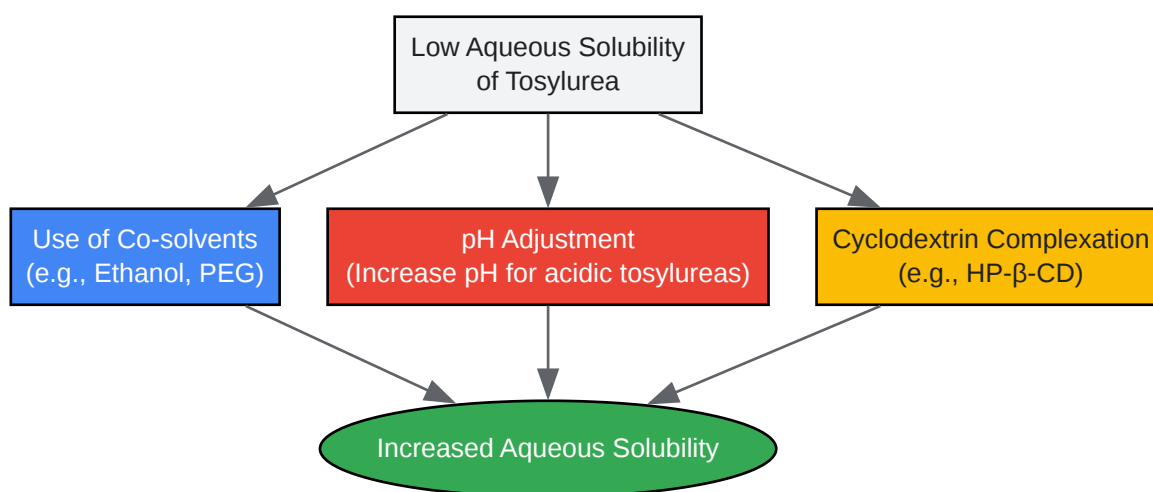 Low Aqueous Solubility
of Tosylurea
Use of Co-solvents
(e.g., Ethanol, PEG)
pH Adjustment
(Increase pH for acidic tosylureas)
Cyclodextrin Complexation
(e.g., HP-β-CD)
Increased Aqueous Solubility